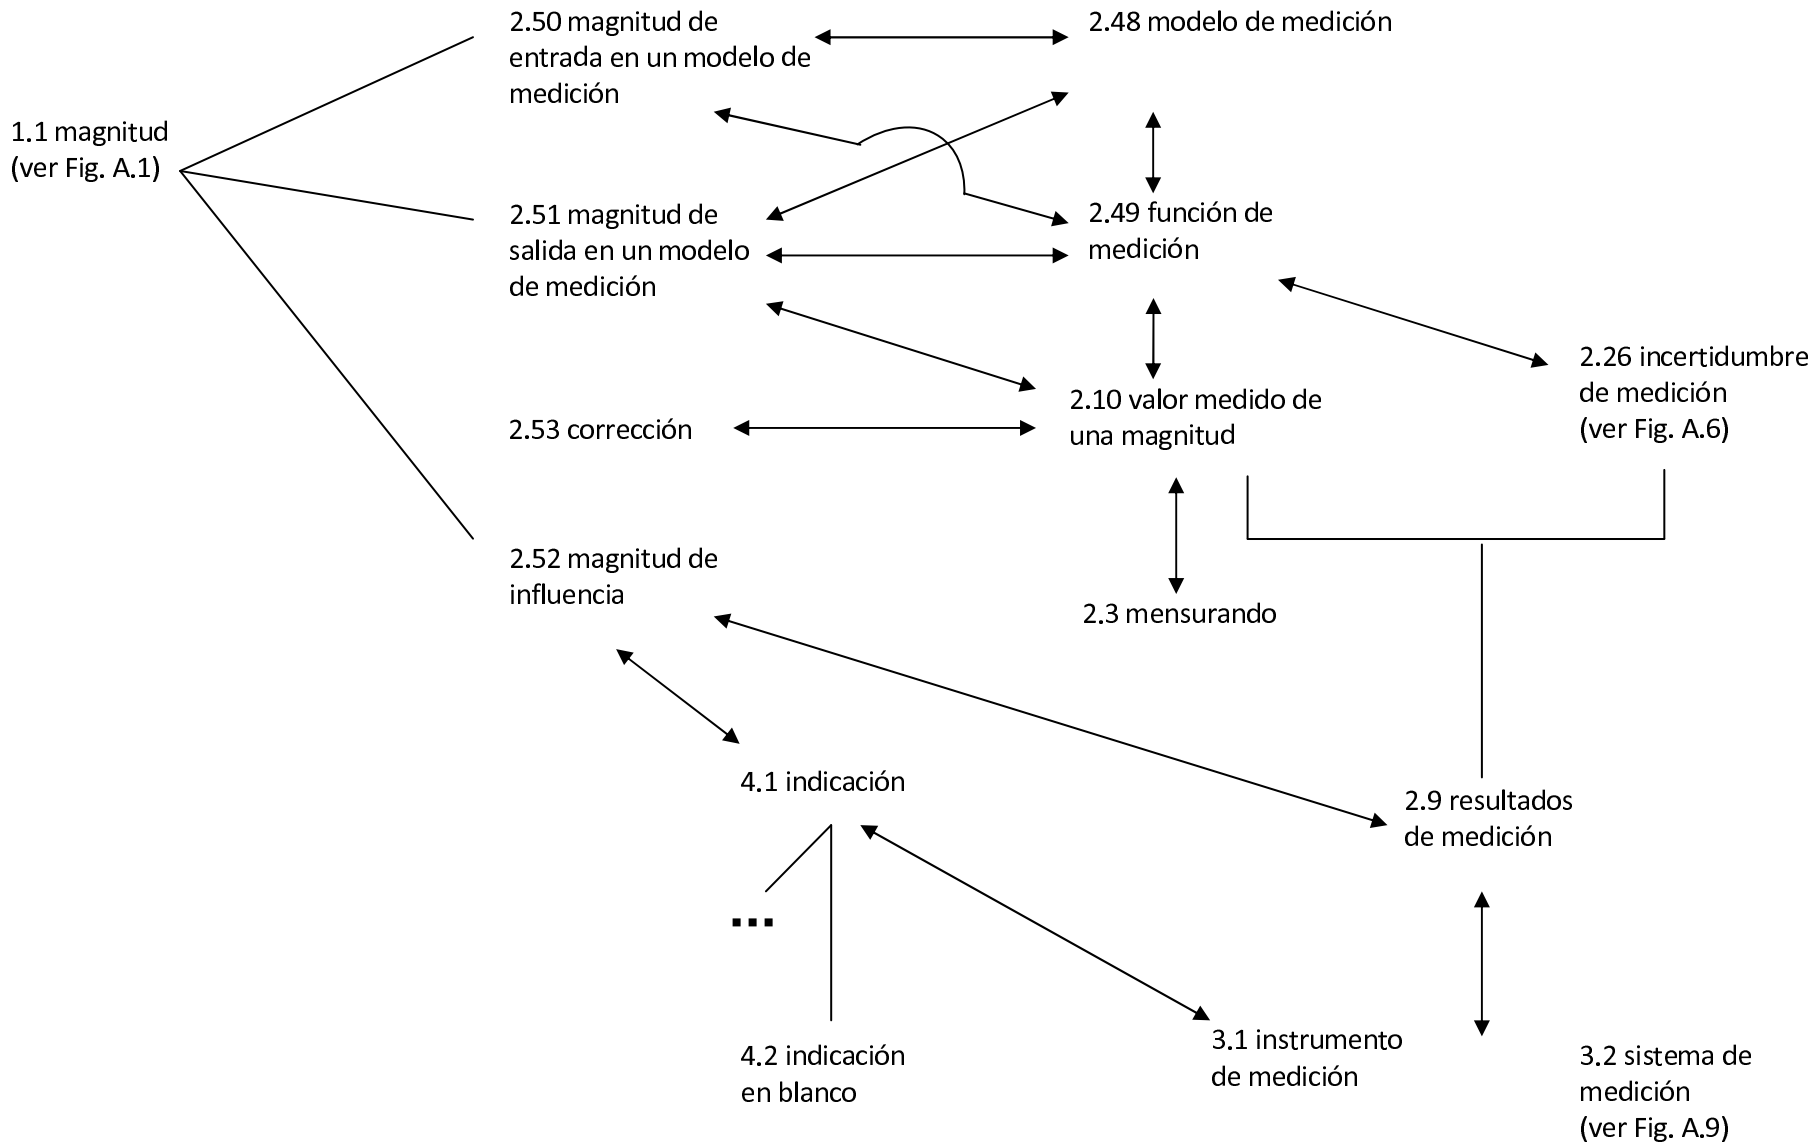 2.50 magnitud de
entrada en un modelo de
medición
2.48 modelo de medición
1.1 magnitud
(ver Fig. A.1)
2.51 magnitud de
salida en un modelo
de medición
2.49 función de
medición
2.26 incertidumbre
de medición
(ver Fig. A.6)
2.53 corrección
2.10 valor medido de
una magnitud
2.52 magnitud de
influencia
2.3 mensurando
4.1 indicación
2.9 resultados
de medición
...
4.2 indicación
en blanco
3.1 instrumento
de medición
3.2 sistema de
medición
(ver Fig. A.9)